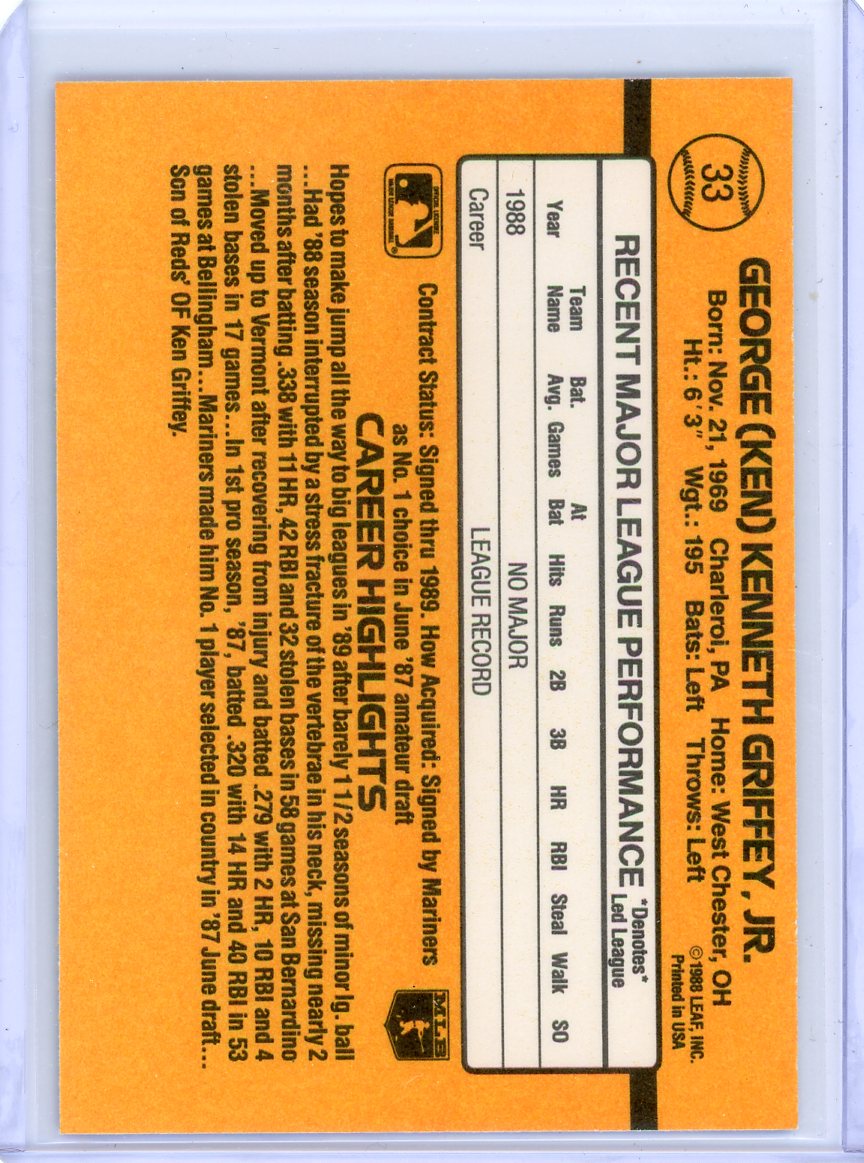 33
GEORGE (KEN) KENNETH GRIFFEY, JR.
Born: Nov. 21, 1969 Charleroi, PA Home: West Chester, OH
Ht.: 6'3" Wgt.: 195 Bats: Left Throws: Left
©1988 LEAF, INC.
Printed in USA
RECENT MAJOR LEAGUE PERFORMANCE *Denotes* Led League
Year Team Name Bat. Avg. Games At Bat Hits Runs 2B 3B HR RBI Steal Walk SO
1988 NO MAJOR
Career LEAGUE RECORD
Contract Status: Signed thru 1989. How Acquired: Signed by Mariners
as No. 1 choice in June '87 amateur draft
MLB
CAREER HIGHLIGHTS
Hopes to make jump all the way to big leagues in '89 after barely 1 1/2 seasons of minor lg. ball
...Had '88 season interrupted by a stress fracture of the vertebrae in his neck, missing nearly 2
months after batting .338 with 11 HR, 42 RBI and 32 stolen bases in 58 games at San Bernardino
...Moved up to Vermont after recovering from injury and batted .279 with 2 HR, 10 RBI and 4
stolen bases in 17 games...In 1st pro season, '87, batted .320 with 14 HR and 40 RBI in 53
games at Bellingham...Mariners made him No. 1 player selected in country in '87 June draft...
Son of Reds' OF Ken Griffey.